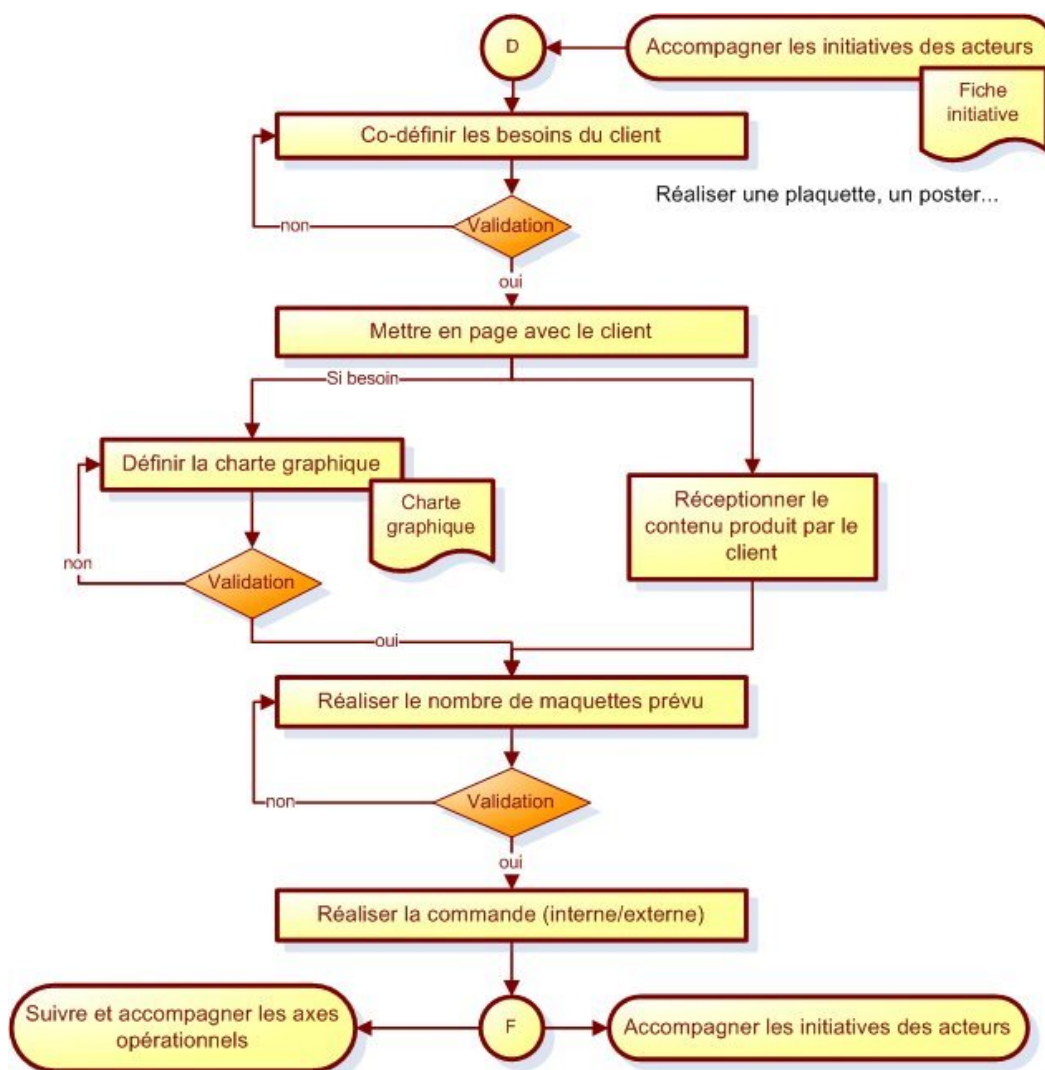 D
Accompagner les initiatives des acteurs
Fiche
initiative
Co-définir les besoins du client
Réaliser une plaquette, un poster...
non
Validation
oui
Mettre en page avec le client
Si besoin
Définir la charte graphique
Charte
graphique
Réceptionner le
contenu produit par le
client
non
Validation
oui
Réaliser le nombre de maquettes prévu
non
Validation
oui
Réaliser la commande (interne/externe)
Suivre et accompagner les axes
opérationnels
F
Accompagner les initiatives des acteurs